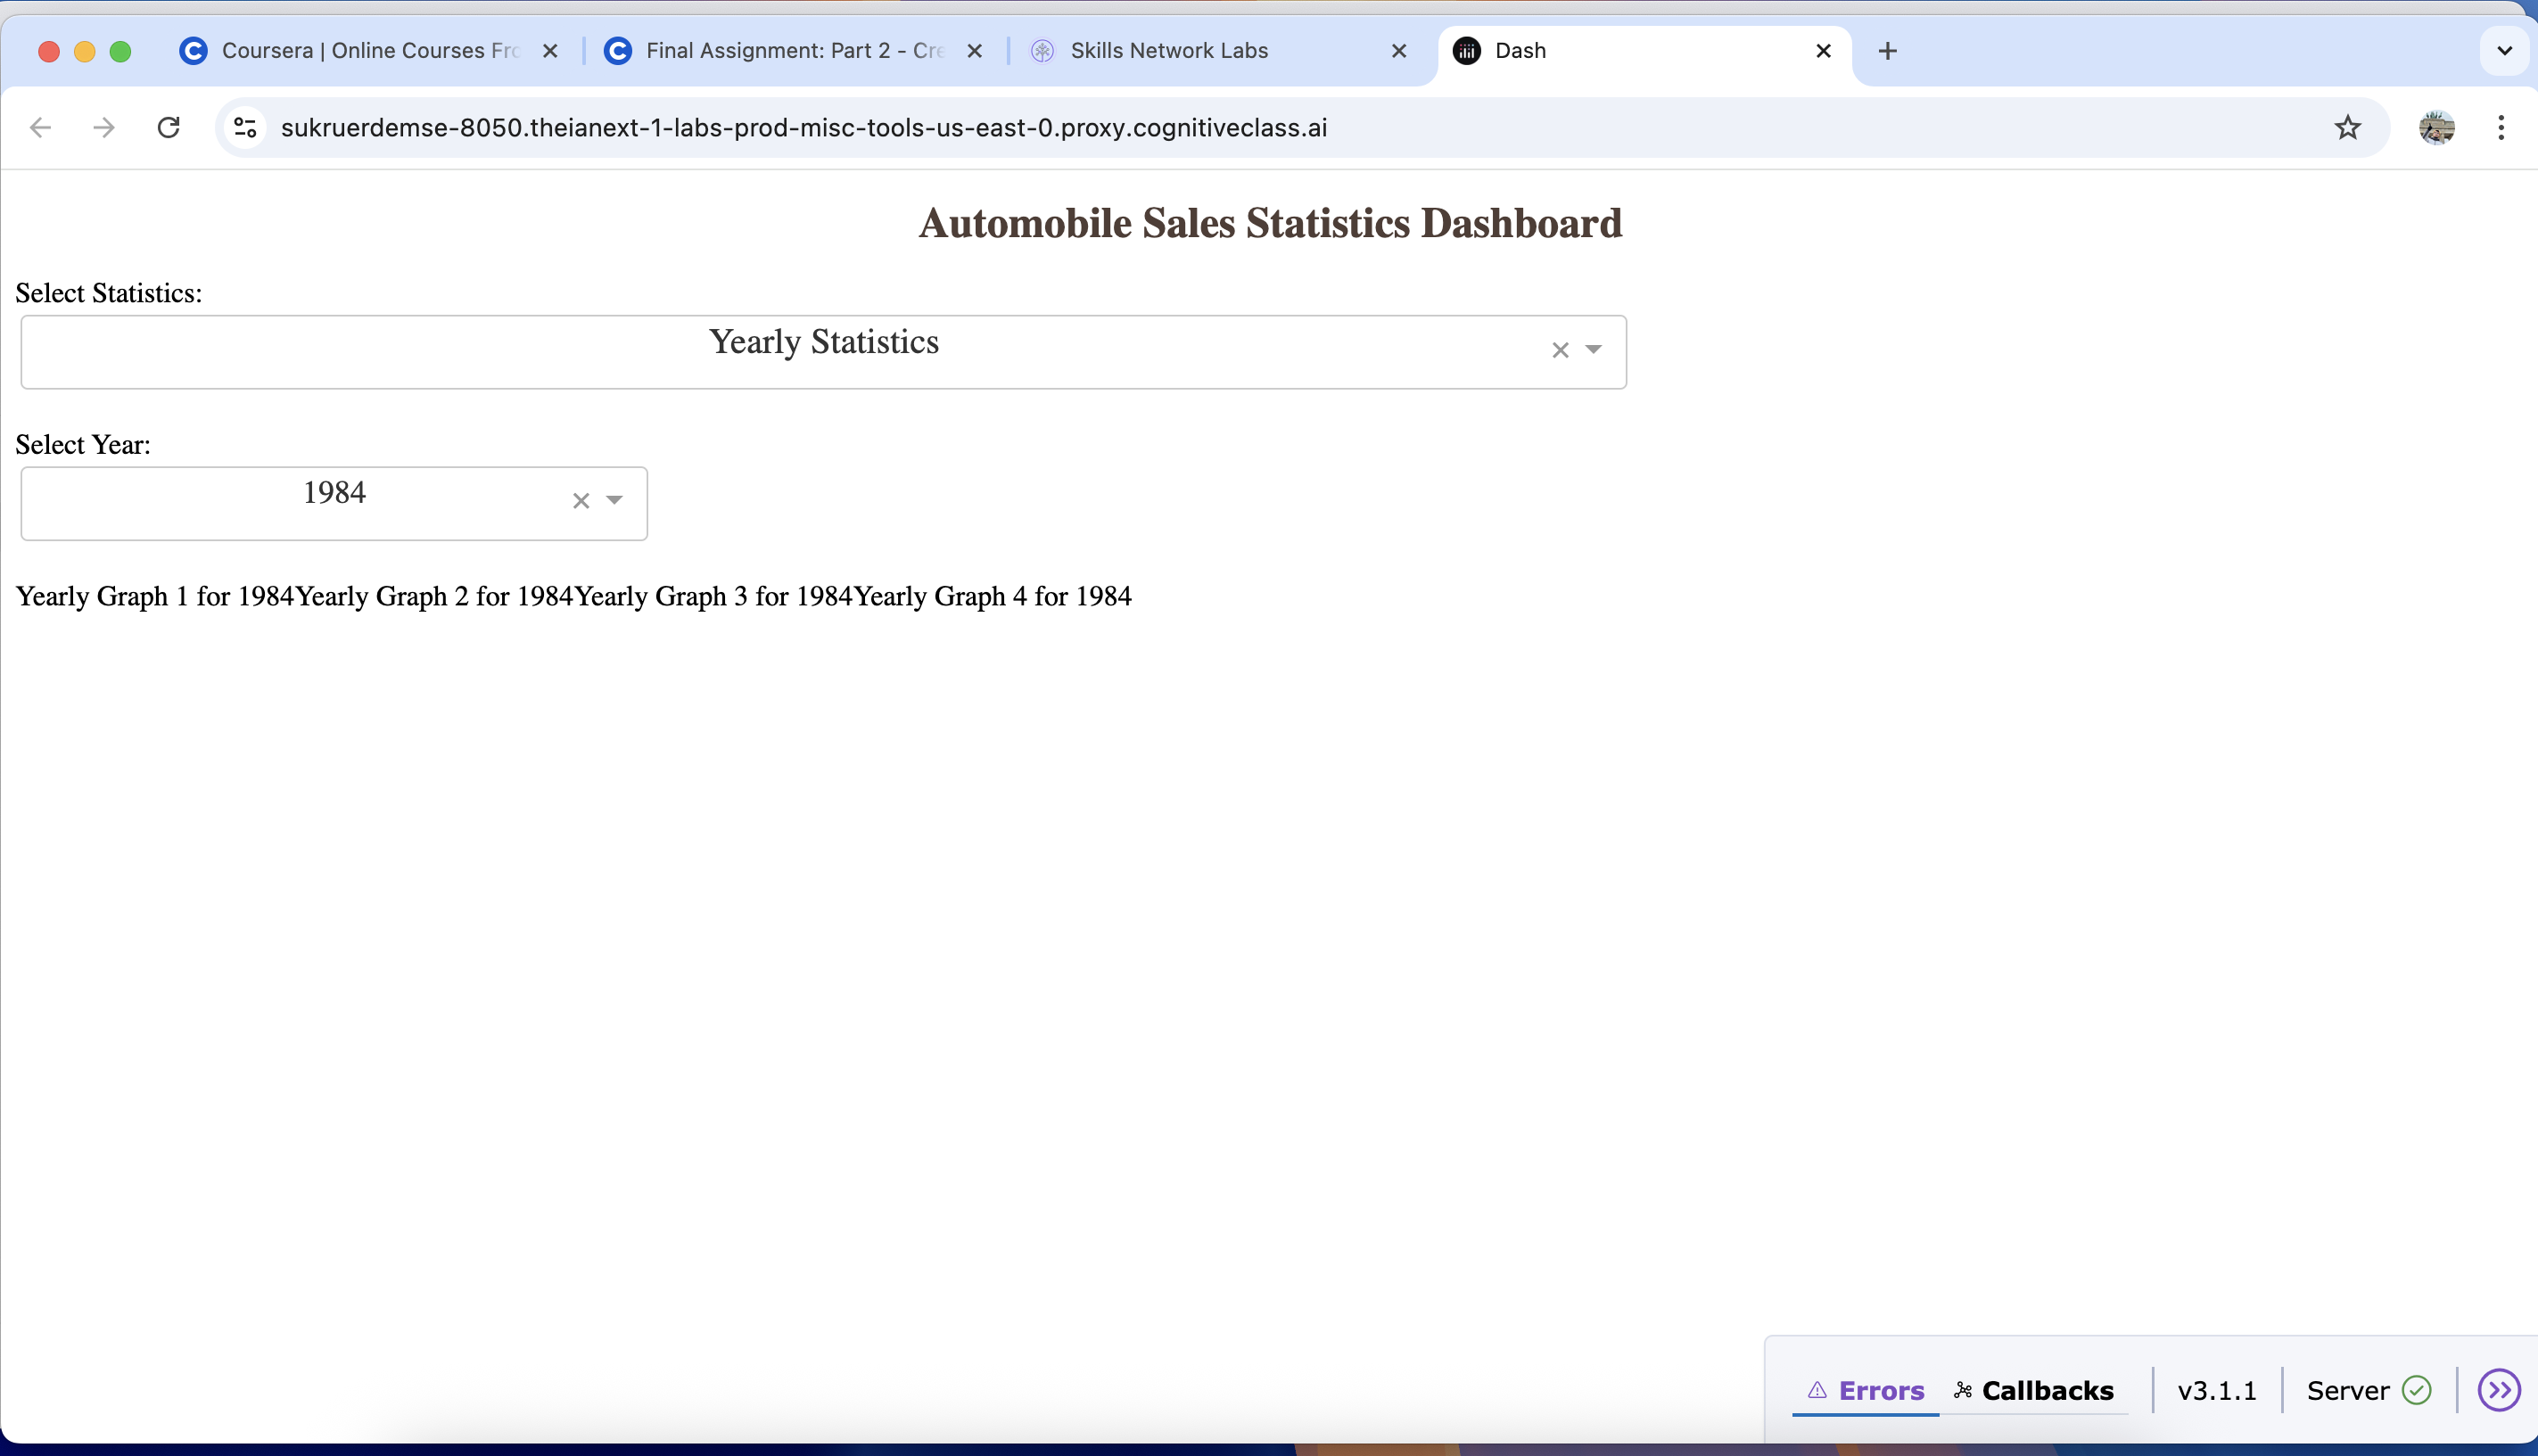 Coursera | Online Courses Fro
Final Assignment: Part 2 - Cre
Skills Network Labs
Dash
sukruerdemse-8050.theianext-1-labs-prod-misc-tools-us-east-0.proxy.cognitiveclass.ai
Automobile Sales Statistics Dashboard
Select Statistics:
Yearly Statistics
Select Year:
1984
Yearly Graph 1 for 1984Yearly Graph 2 for 1984Yearly Graph 3 for 1984Yearly Graph 4 for 1984
Errors Callbacks v3.1.1 Server